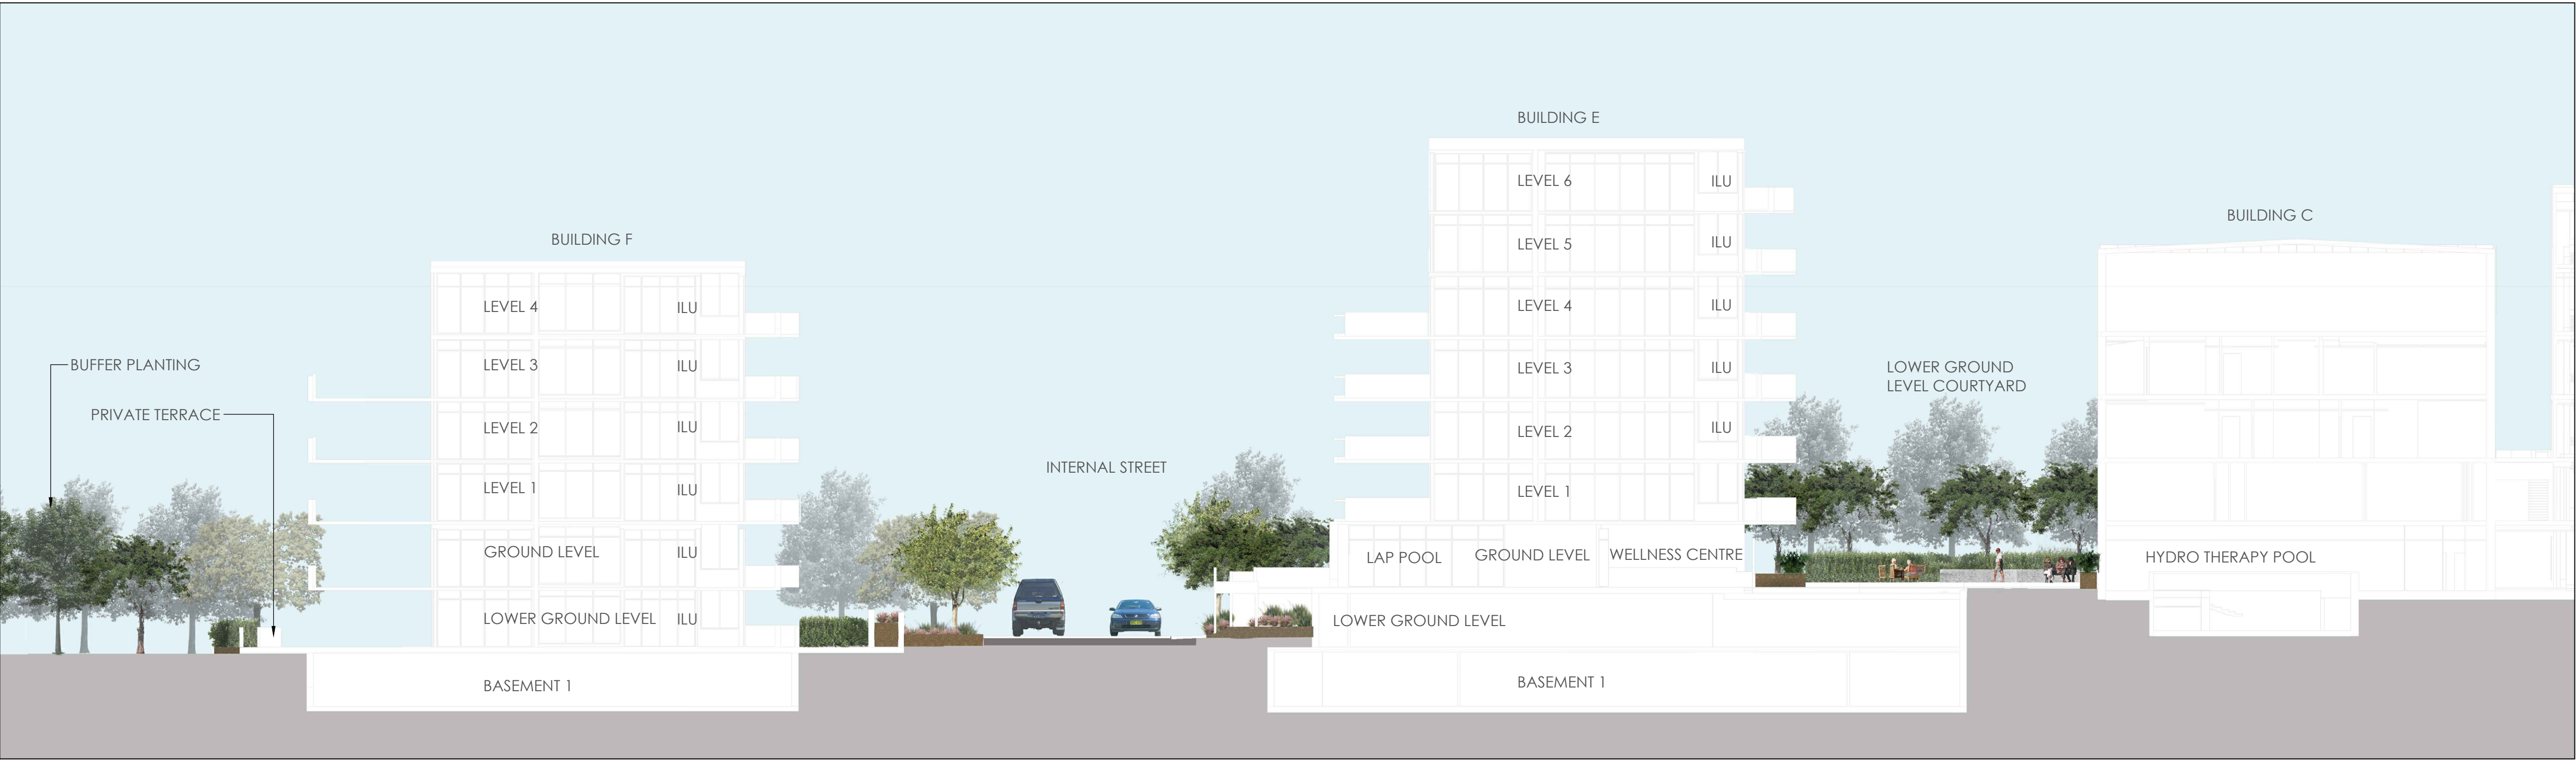 BUILDING F
LEVEL 4 ILU
LEVEL 3 ILU
LEVEL 2 ILU
LEVEL 1 ILU
GROUND LEVEL ILU
LOWER GROUND LEVEL ILU
BASEMENT 1
BUFFER PLANTING
PRIVATE TERRACE
INTERNAL STREET
BUILDING E
LEVEL 6 ILU
LEVEL 5 ILU
LEVEL 4 ILU
LEVEL 3 ILU
LEVEL 2 ILU
LEVEL 1
LAP POOL GROUND LEVEL WELLNESS CENTRE
LOWER GROUND LEVEL
BASEMENT 1
LOWER GROUND
LEVEL COURTYARD
BUILDING C
HYDRO THERAPY POOL